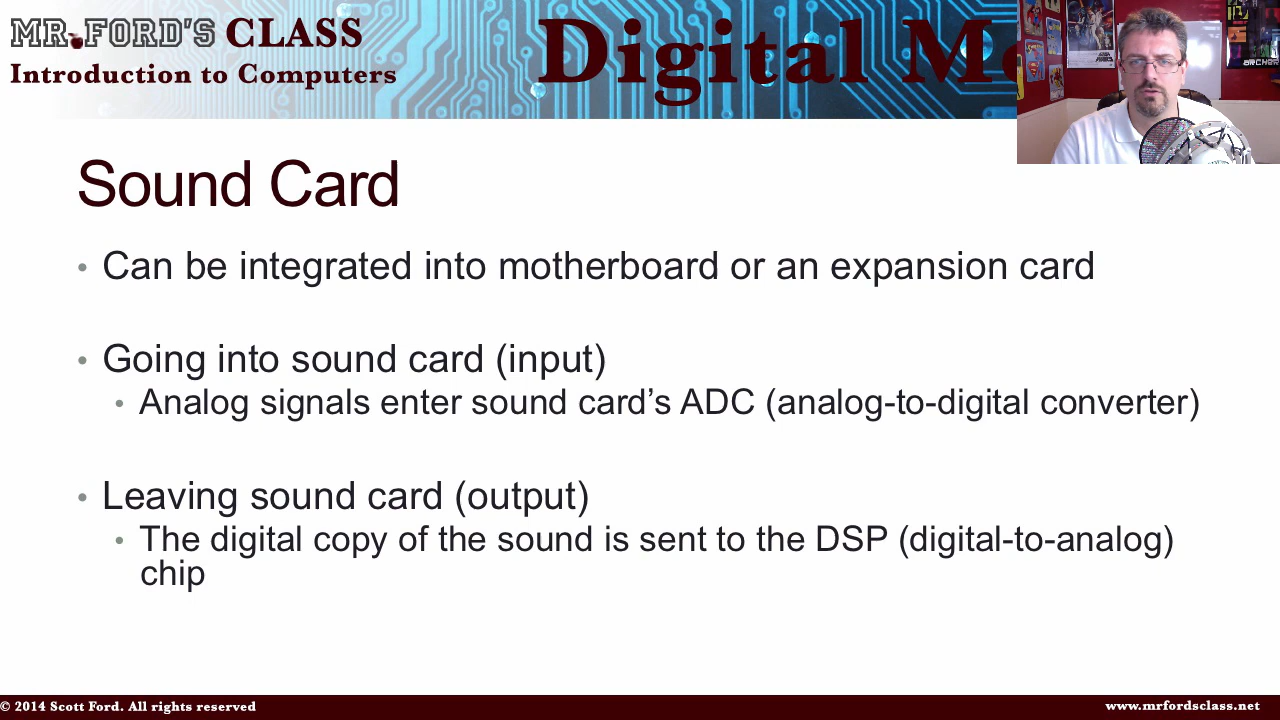 MR.FORD'S CLASS
Introduction to Computers
Digital
ARCHER
Sound Card
• Can be integrated into motherboard or an expansion card
• Going into sound card (input)
• Analog signals enter sound card’s ADC (analog-to-digital converter)
• Leaving sound card (output)
• The digital copy of the sound is sent to the DSP (digital-to-analog)
chip
© 2014 Scott Ford. All rights reserved
www.mrfordsclass.net